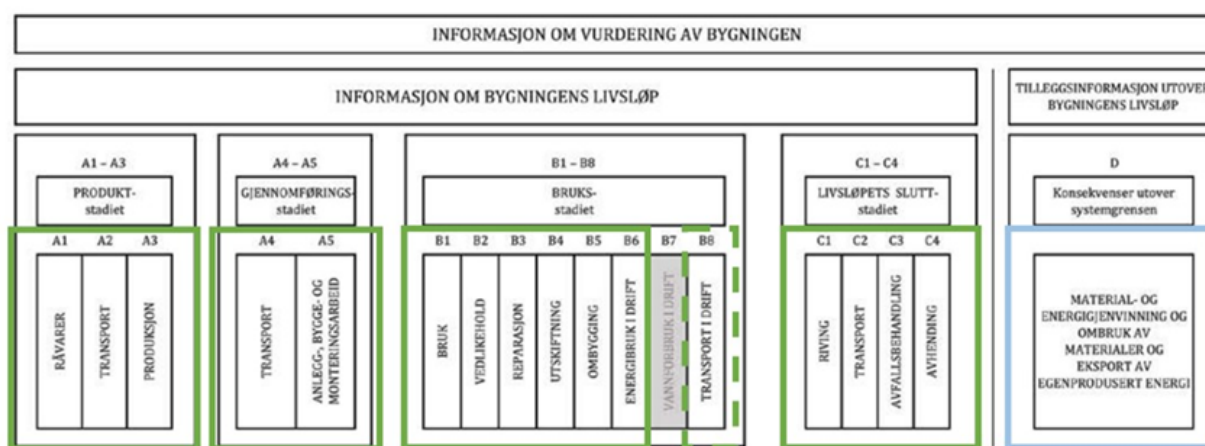 INFORMASJON OM VURDERING AV BYGNINGEN
INFORMASJON OM BYGNINGENS LIVSLØP
TILLEGGSINFORMASJON UTOVER
BYGNINGENS LIVSLØP
A1 – A3
PRODUKT-
stadiet
A1 A2 A3
RÅVARER
TRANSPORT
PRODUKSJON
A4 – A5
GJENNOMFØRINGS-
stadiet
A4 A5
TRANSPORT
ANLEGG-, BYGGE- OG
MONTERINGSARBEID
B1 – B8
BRUKS-
stadiet
B1 B2 B3 B4 B5 B6 B7 B8
BRUK
VEDLIKEHOLD
REPARASJON
UTSKIFTNING
OMBYGGING
ENERGIBRUK I DRIFT
VANNFORBRUK I DRIFT
TRANSPORT I DRIFT
C1 – C4
LIVSLØPETS SLUTT-
stadiet
C1 C2 C3 C4
RIVING
TRANSPORT
AVFALLSBEHANDLING
AVHENDING
D
Konsekvenser utover
systemgrensen
MATERIAL- OG
ENERGIGJENVINNING OG
OMBRUK AV
MATERIALER OG
EKSPORT AV
EGENPRODUSERT ENERGI